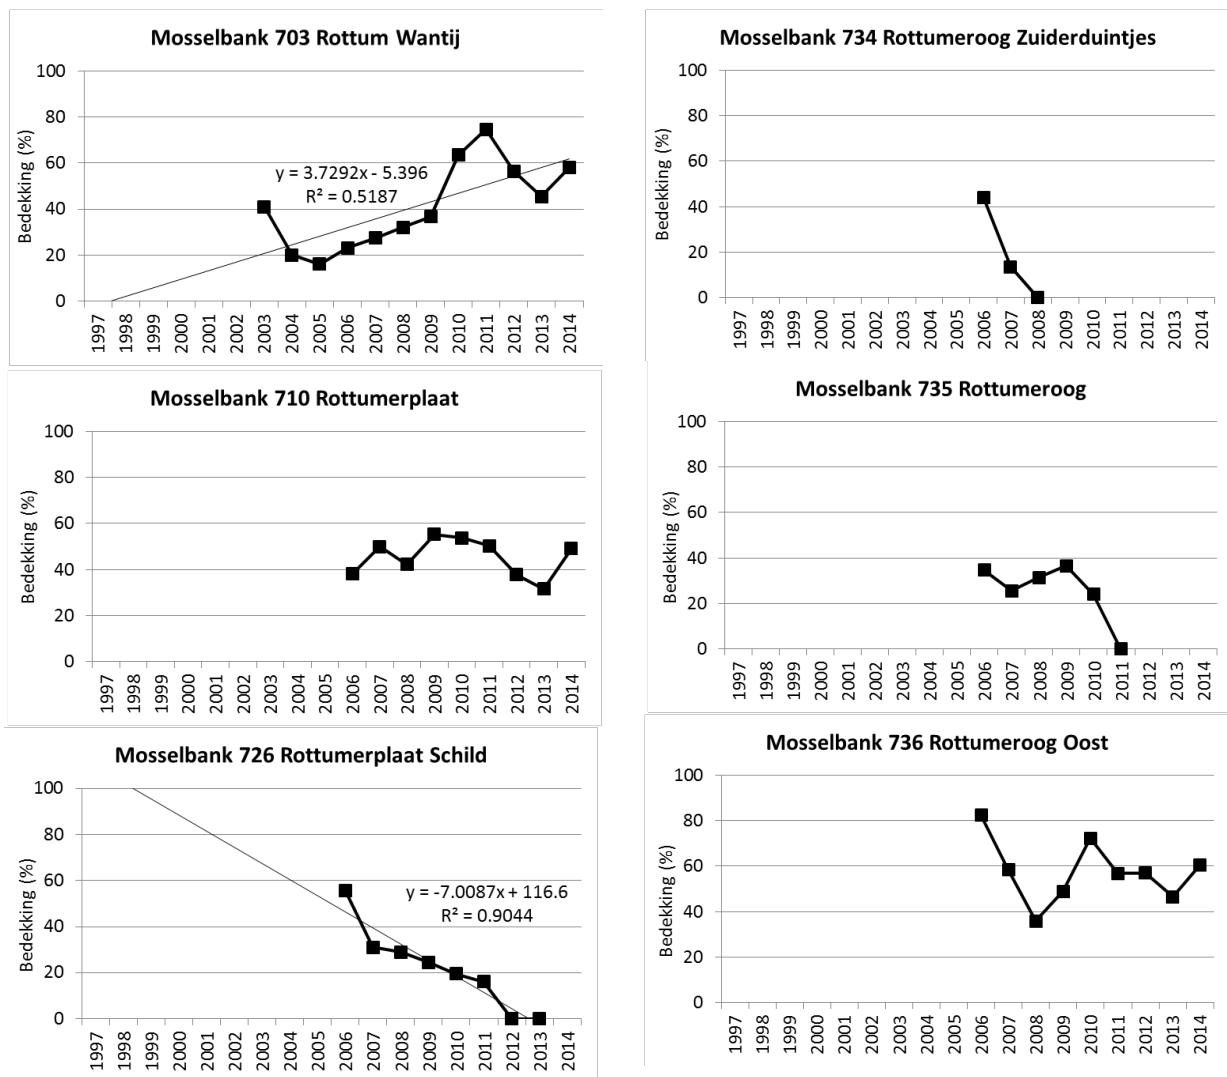 Mosselbank 703 Rottum Wantij
Bedekking (%)
100
80
60
40
20
0
y = 3.7292x - 5.396
R² = 0.5187
1997 1998 1999 2000 2001 2002 2003 2004 2005 2006 2007 2008 2009 2010 2011 2012 2013 2014
Mosselbank 734 Rottumeroog Zuiderduintjes
Bedekking (%)
100
80
60
40
20
0
1997 1998 1999 2000 2001 2002 2003 2004 2005 2006 2007 2008 2009 2010 2011 2012 2013 2014
Mosselbank 710 Rottumerplaat
Bedekking (%)
100
80
60
40
20
0
1997 1998 1999 2000 2001 2002 2003 2004 2005 2006 2007 2008 2009 2010 2011 2012 2013 2014
Mosselbank 735 Rottumeroog
Bedekking (%)
100
80
60
40
20
0
1997 1998 1999 2000 2001 2002 2003 2004 2005 2006 2007 2008 2009 2010 2011 2012 2013 2014
Mosselbank 726 Rottumerplaat Schild
Bedekking (%)
100
80
60
40
20
0
y = -7.0087x + 116.6
R² = 0.9044
1997 1998 1999 2000 2001 2002 2003 2004 2005 2006 2007 2008 2009 2010 2011 2012 2013 2014
Mosselbank 736 Rottumeroog Oost
Bedekking (%)
100
80
60
40
20
0
1997 1998 1999 2000 2001 2002 2003 2004 2005 2006 2007 2008 2009 2010 2011 2012 2013 2014